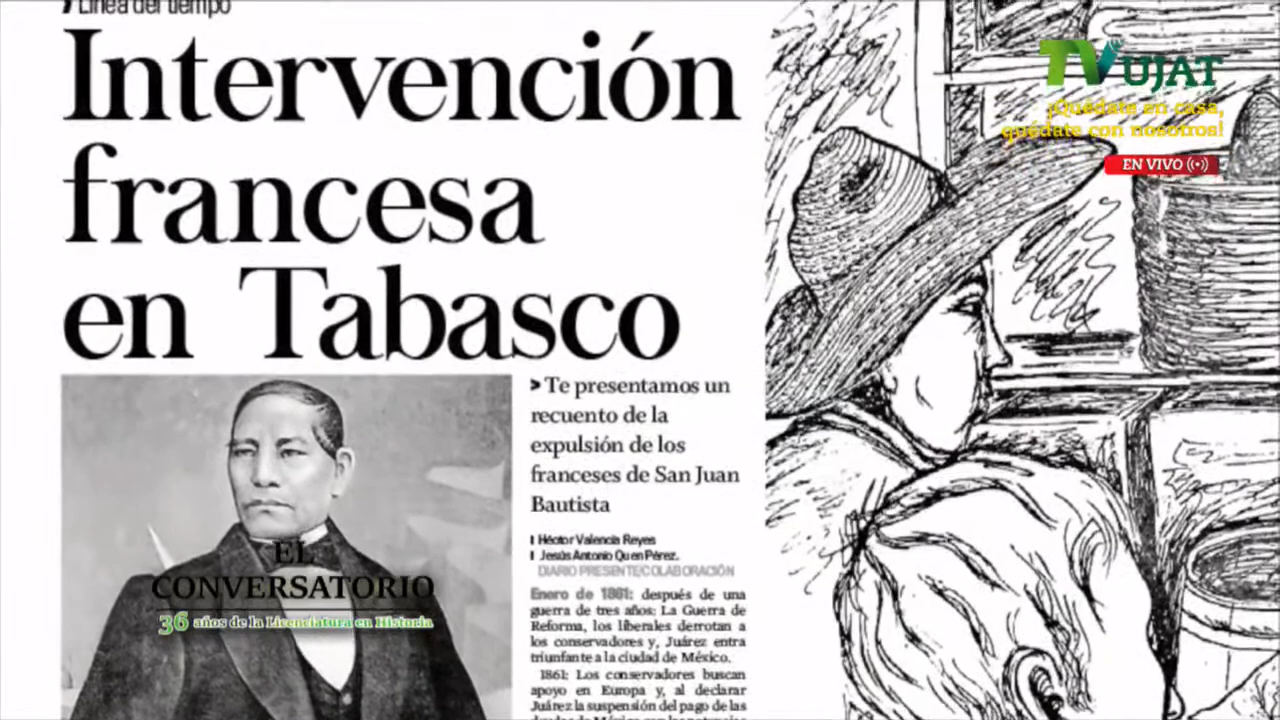 Línea del tiempo
Intervención
francesa
en Tabasco
> Te presentamos un
recuento de la
expulsión de los
franceses de San Juan
Bautista
Héctor Valencia Reyes
Jesús Antonio Quen Pérez.
DIARIO PRESENTE/COLABORACIÓN
Enero de 1861: después de una
guerra de tres años: La Guerra de
Reforma, los liberales derrotan a
los conservadores y, Juárez entra
triunfante a la ciudad de México.
1861: Los conservadores buscan
apoyo en Europa y, al declarar
Juárez la suspensión del pago de las
EL
CONVERSATORIO
36 años de la Licenciatura en Historia
TV UJAT
¡Quédate en casa,
quédate con nosotros!
EN VIVO